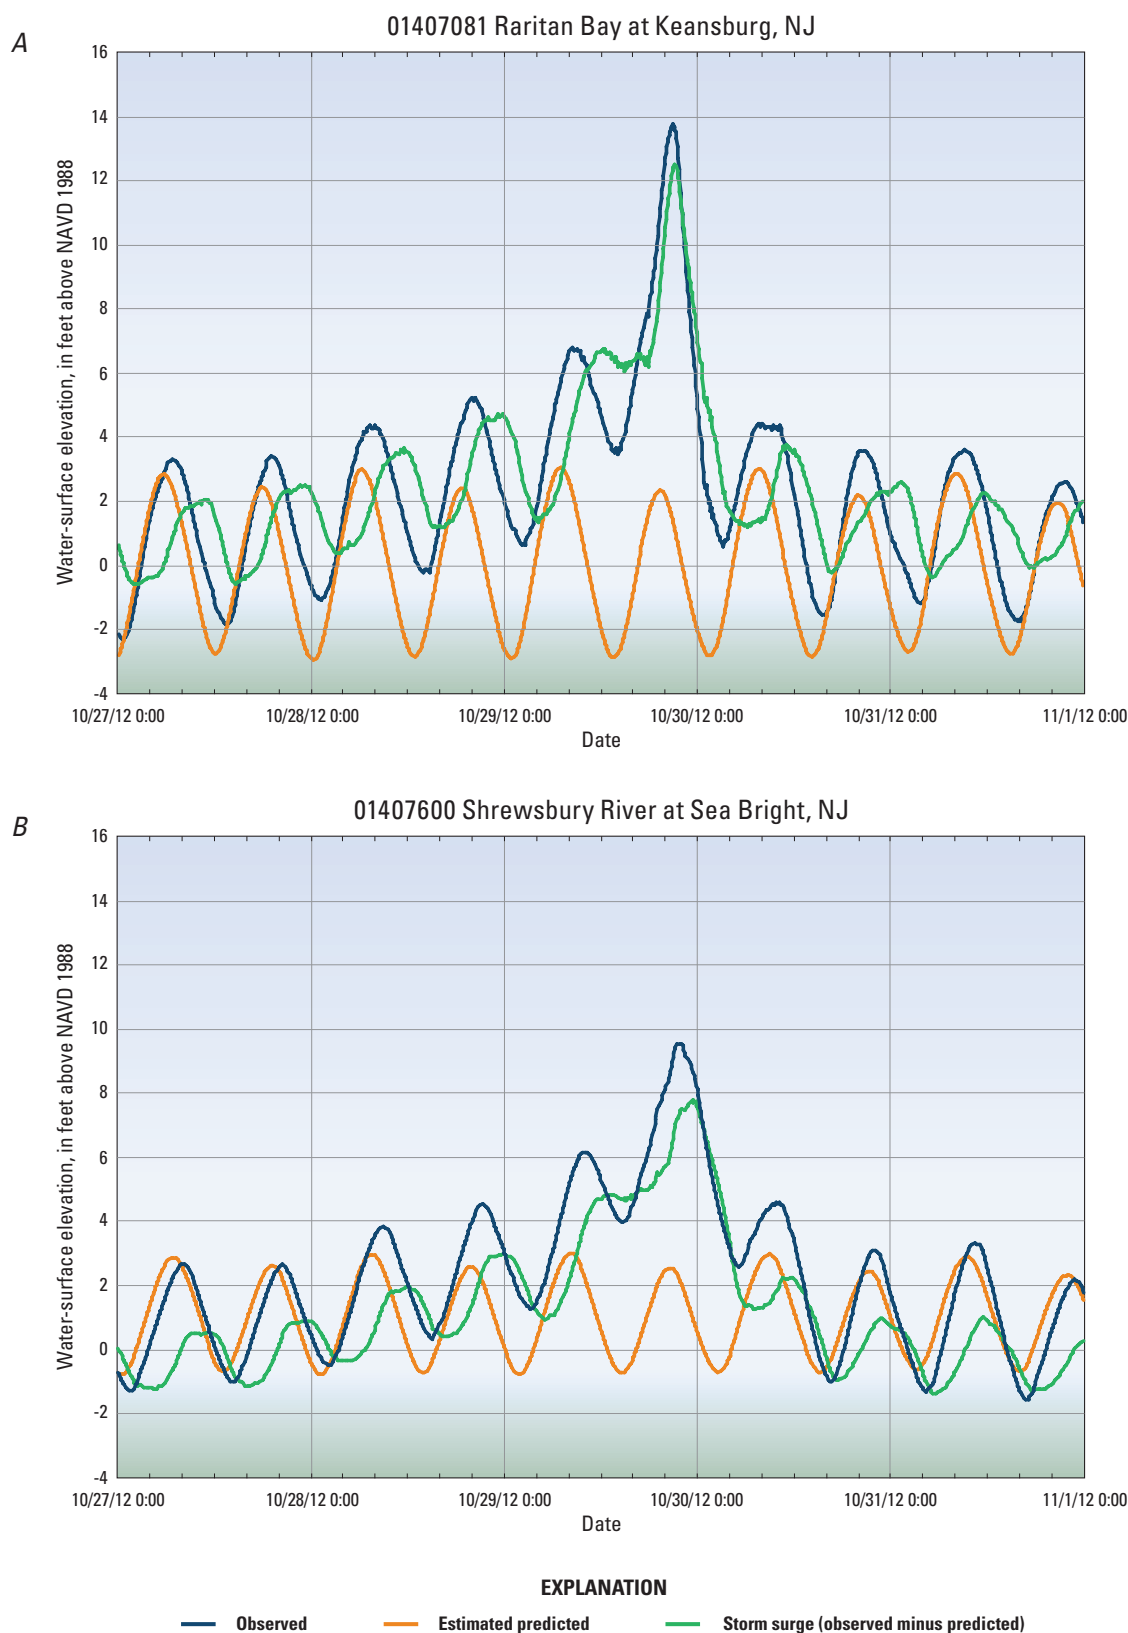 A
01407081 Raritan Bay at Keansburg, NJ
Water-surface elevation, in feet above NAVD 1988
16
14
12
10
8
6
4
2
0
-2
-4
10/27/12 0:00
10/28/12 0:00
10/29/12 0:00
10/30/12 0:00
10/31/12 0:00
11/1/12 0:00
Date
B
01407600 Shrewsbury River at Sea Bright, NJ
Water-surface elevation, in feet above NAVD 1988
16
14
12
10
8
6
4
2
0
-2
-4
10/27/12 0:00
10/28/12 0:00
10/29/12 0:00
10/30/12 0:00
10/31/12 0:00
11/1/12 0:00
Date
EXPLANATION
Observed
Estimated predicted
Storm surge (observed minus predicted)